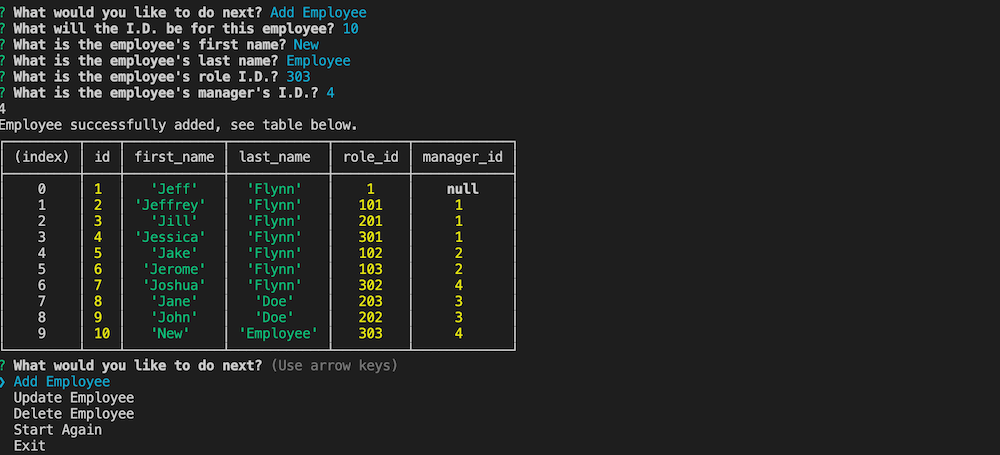 ? What would you like to do next? Add Employee
? What will the I.D. be for this employee? 10
? What is the employee's first name? New
? What is the employee's last name? Employee
? What is the employee's role I.D.? 303
? What is the employee's manager's I.D.? 4
4
Employee successfully added, see table below.
(index) id first_name last_name role_id manager_id
0 1 'Jeff' 'Flynn' 1 null
1 2 'Jeffrey' 'Flynn' 101 1
2 3 'Jill' 'Flynn' 201 1
3 4 'Jessica' 'Flynn' 301 1
4 5 'Jake' 'Flynn' 102 2
5 6 'Jerome' 'Flynn' 103 2
6 7 'Joshua' 'Flynn' 302 4
7 8 'Jane' 'Doe' 203 3
8 9 'John' 'Doe' 202 3
9 10 'New' 'Employee' 303 4
? What would you like to do next? (Use arrow keys)
❯ Add Employee
Update Employee
Delete Employee
Start Again
Exit